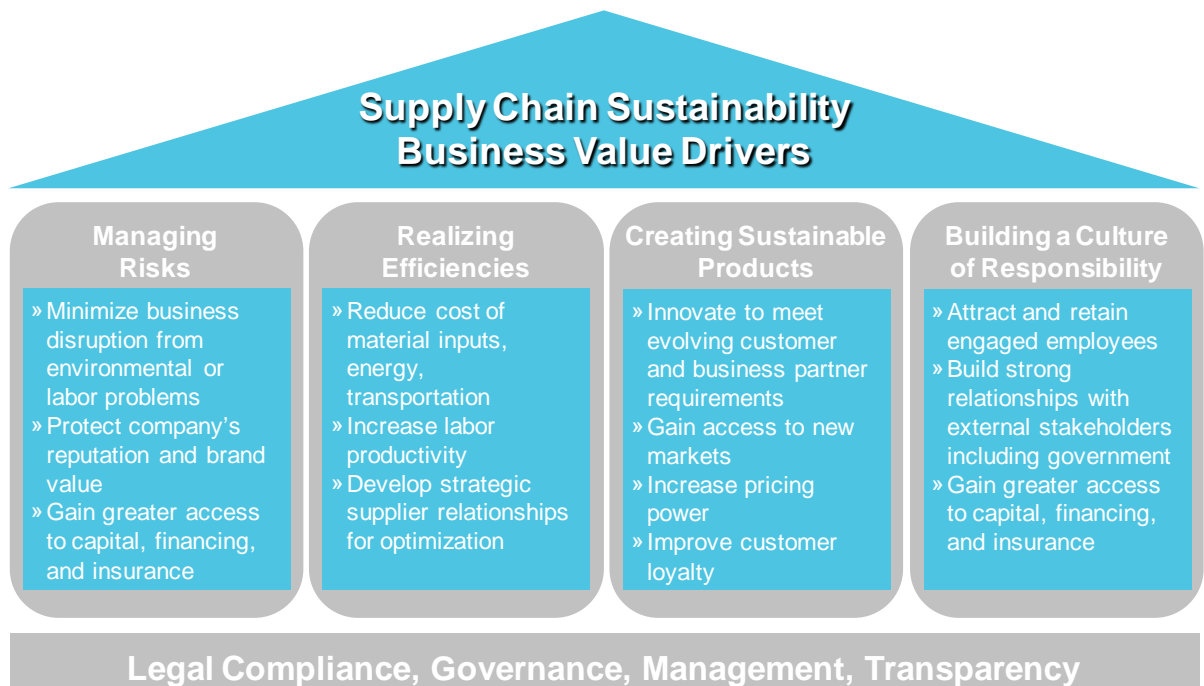 Supply Chain Sustainability
Business Value Drivers
Managing
Risks
» Minimize business
disruption from
environmental or
labor problems
» Protect company's
reputation and brand
value
» Gain greater access
to capital, financing,
and insurance
Realizing
Efficiencies
» Reduce cost of
material inputs,
energy,
transportation
» Increase labor
productivity
» Develop strategic
supplier relationships
for optimization
Creating Sustainable
Products
» Innovate to meet
evolving customer
and business partner
requirements
» Gain access to new
markets
» Increase pricing
power
» Improve customer
loyalty
Building a Culture
of Responsibility
» Attract and retain
engaged employees
» Build strong
relationships with
external stakeholders
including government
» Gain greater access
to capital, financing,
and insurance
Legal Compliance, Governance, Management, Transparency